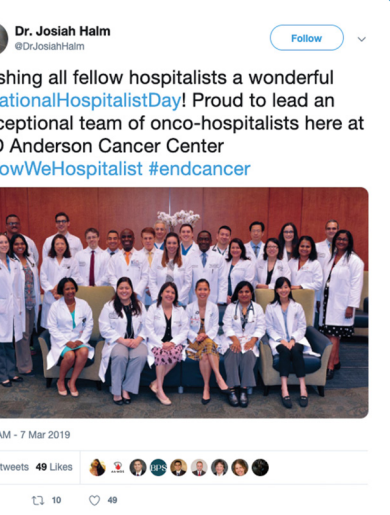 Dr. Josiah Halm
@DrJosiahHalm
Follow
shing all fellow hospitalists a wonderful
ationalHospitalistDay! Proud to lead an
ceptional team of onco-hospitalists here at
D Anderson Cancer Center
owWeHospitalist #endcancer
AM - 7 Mar 2019
tweets 49 Likes
BPS
10 49